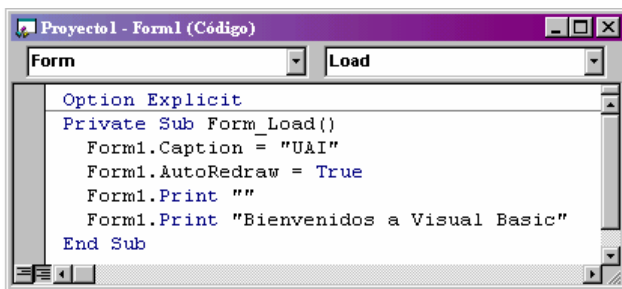 Proyecto1 - Form1 (Código)
Form Load
Option Explicit
Private Sub Form_Load()
Form1.Caption = "UAI"
Form1.AutoRedraw = True
Form1.Print ""
Form1.Print "Bienvenidos a Visual Basic"
End Sub